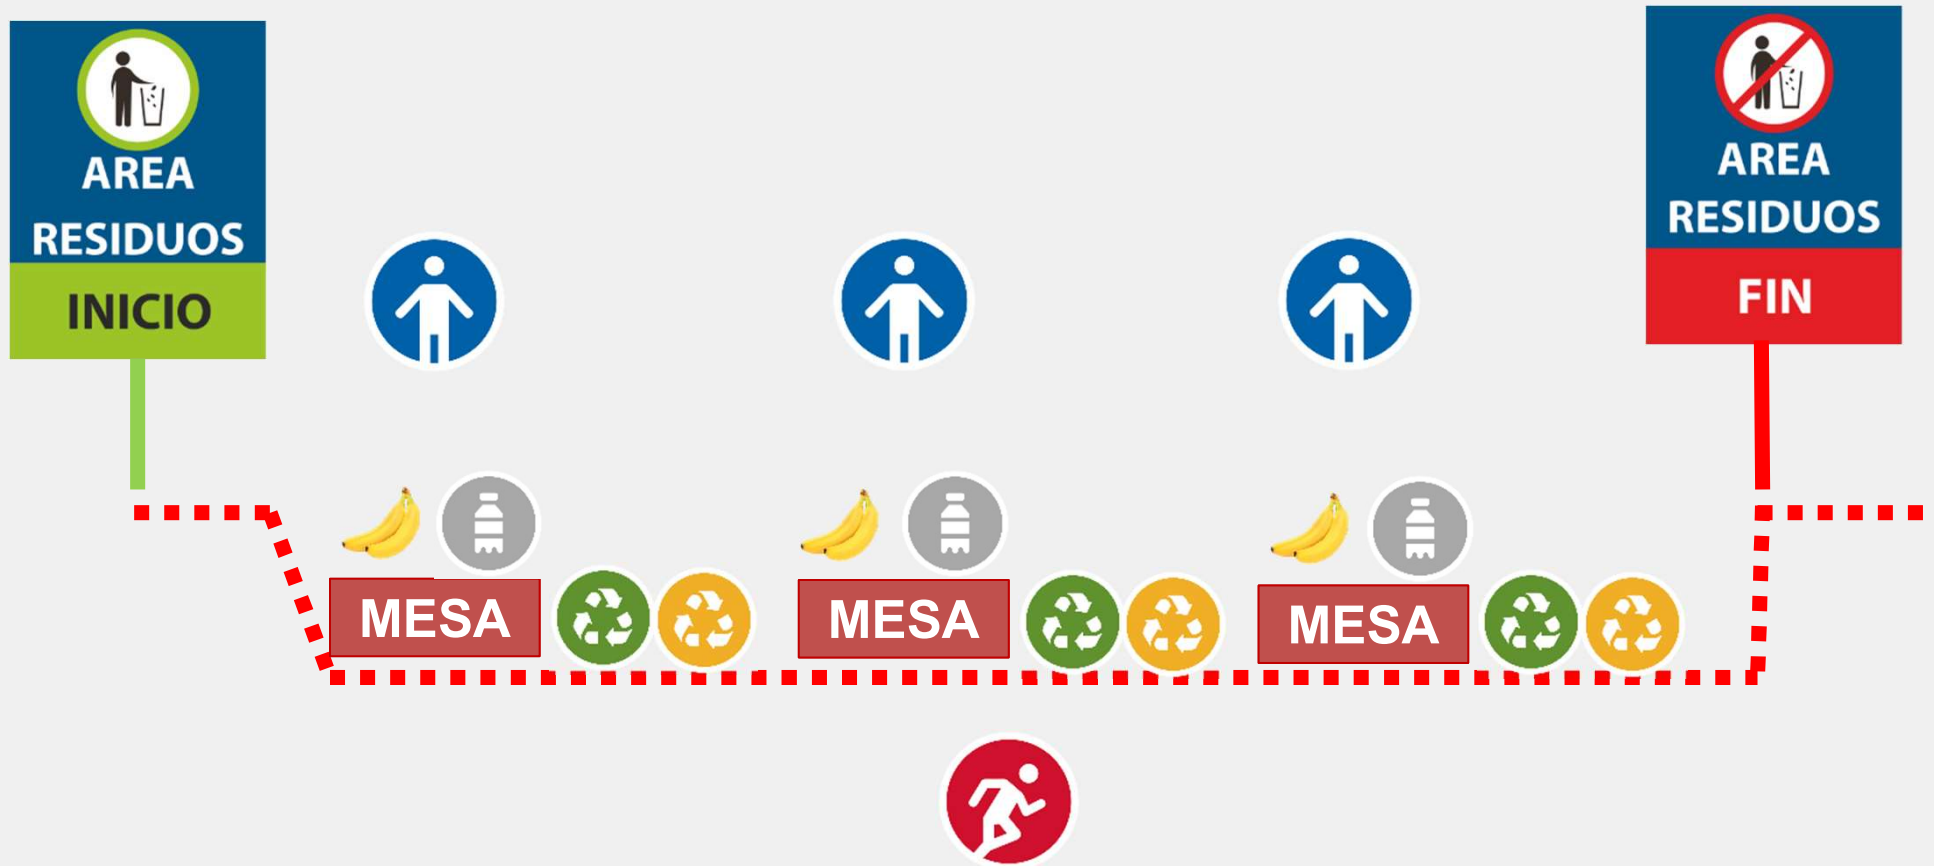 AREA
RESIDUOS
INICIO
AREA
RESIDUOS
FIN
MESA
MESA
MESA